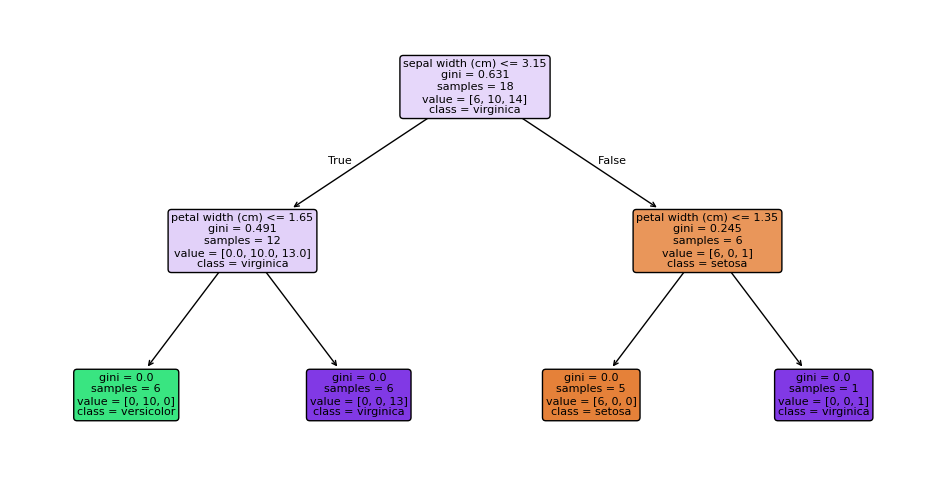 sepal width (cm) <= 3.15
gini = 0.631
samples = 18
value = [6, 10, 14]
class = virginica
True
False
petal width (cm) <= 1.65
gini = 0.491
samples = 12
value = [0.0, 10.0, 13.0]
class = virginica
petal width (cm) <= 1.35
gini = 0.245
samples = 6
value = [6, 0, 1]
class = setosa
gini = 0.0
samples = 6
value = [0, 10, 0]
class = versicolor
gini = 0.0
samples = 6
value = [0, 0, 13]
class = virginica
gini = 0.0
samples = 5
value = [6, 0, 0]
class = setosa
gini = 0.0
samples = 1
value = [0, 0, 1]
class = virginica